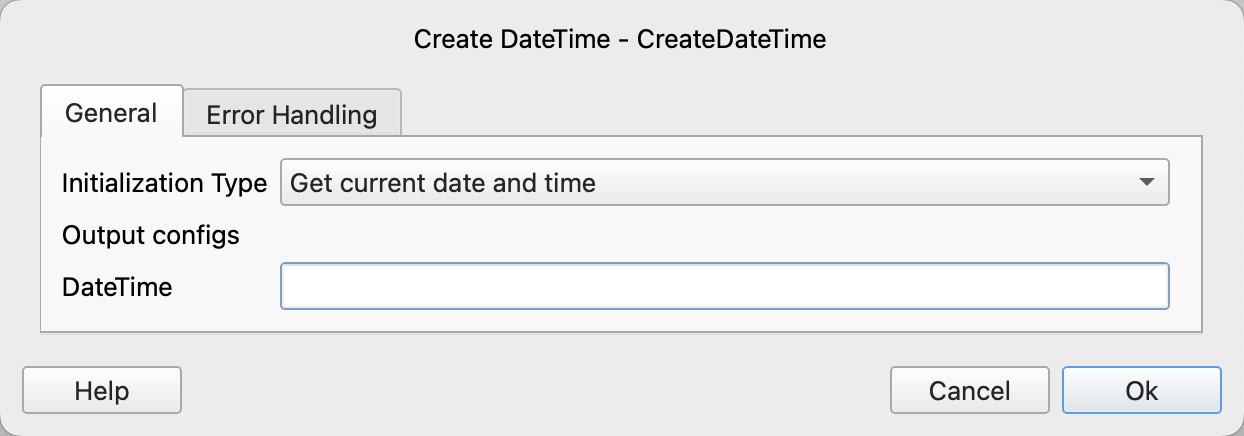 Create DateTime - CreateDateTime
General Error Handling
Initialization Type Get current date and time
Output configs
DateTime
Help Cancel Ok